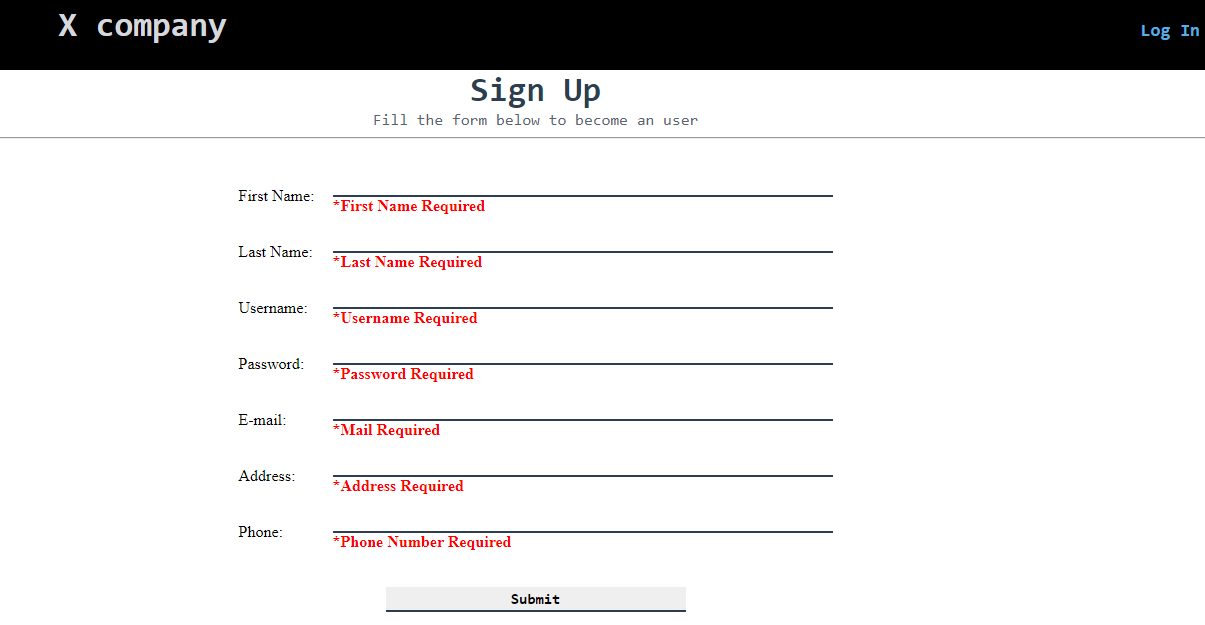 X company
Log In
Sign Up
Fill the form below to become an user
First Name:
*First Name Required
Last Name:
*Last Name Required
Username:
*Username Required
Password:
*Password Required
E-mail:
*Mail Required
Address:
*Address Required
Phone:
*Phone Number Required
Submit